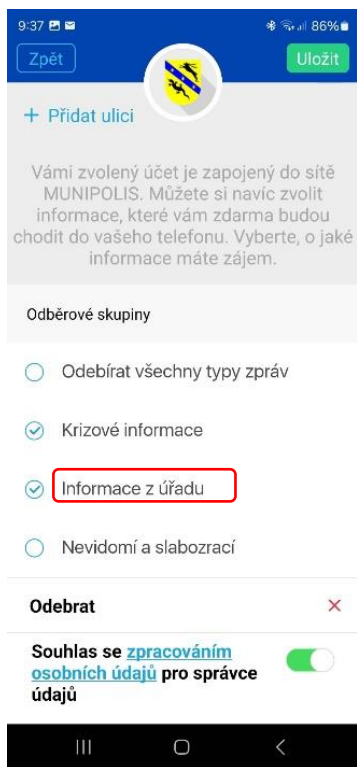 9:37 86%
Zpět Uložit
+ Přidat ulici
Vámi zvolený účet je zapojený do sítě
MUNIPOLIS. Můžete si navíc zvolit
informace, které vám zdarma budou
chodit do vašeho telefonu. Vyberte, o jaké
informace máte zájem.
Odběrové skupiny
Odebírat všechny typy zpráv
Krizové informace
Informace z úřadu
Nevidomí a slabozrací
Odebrat
Souhlas se zpracováním
osobních údajů pro správce
údajů